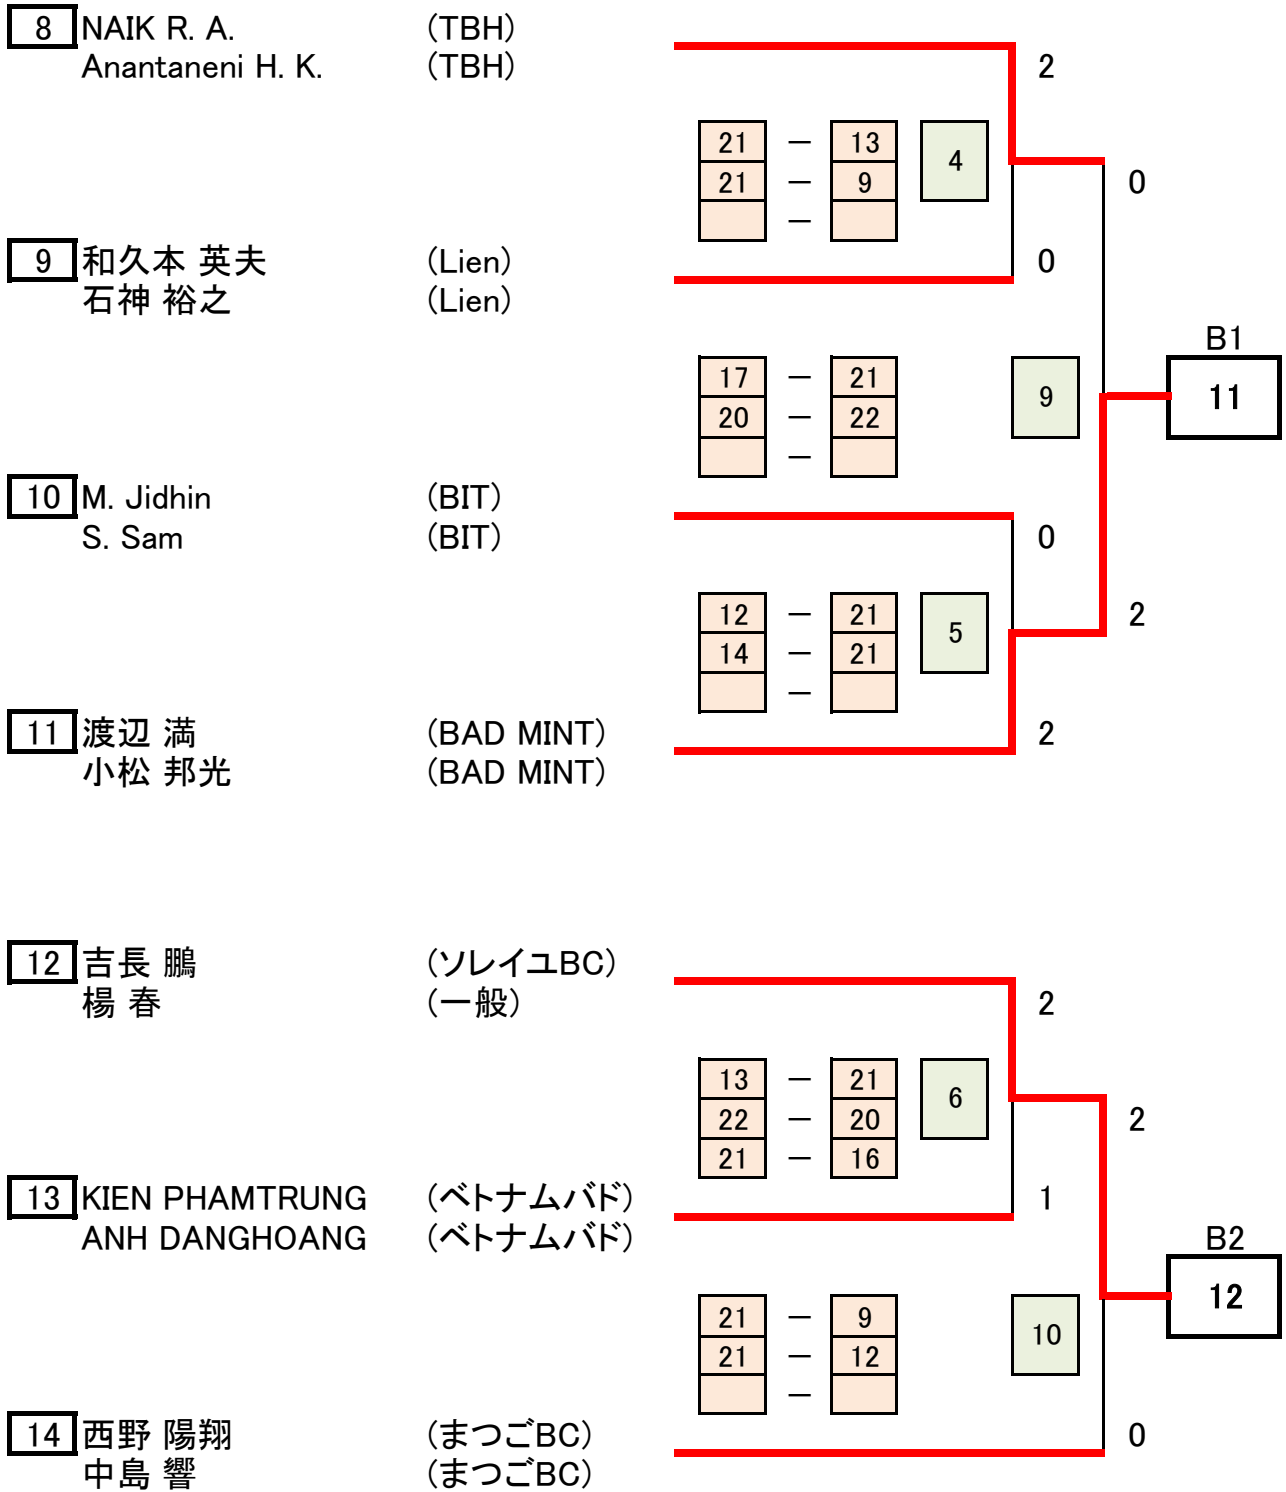 8 NAIK R. A. (TBH)
Anantaneni H. K. (TBH)
2
21 － 13
4
21 － 9
－
0
9 和久本 英夫 (Lien)
石神 裕之 (Lien)
0
B1
17 － 21
9
11
20 － 22
－
10 M. Jidhin (BIT)
S. Sam (BIT)
0
12 － 21
5
2
14 － 21
－
11 渡辺 満 (BAD MINT)
2
小松 邦光 (BAD MINT)
12 吉長 鵬 (ソレイユBC)
楊 春 (一般)
2
13 － 21
6
22 － 20
2
21 － 16
13 KIEN PHAMTRUNG (ベトナムバド)
1
ANH DANGHOANG (ベトナムバド)
B2
12
21 － 9
10
21 － 12
－
14 西野 陽翔 (まつごBC)
0
中島 響 (まつごBC)